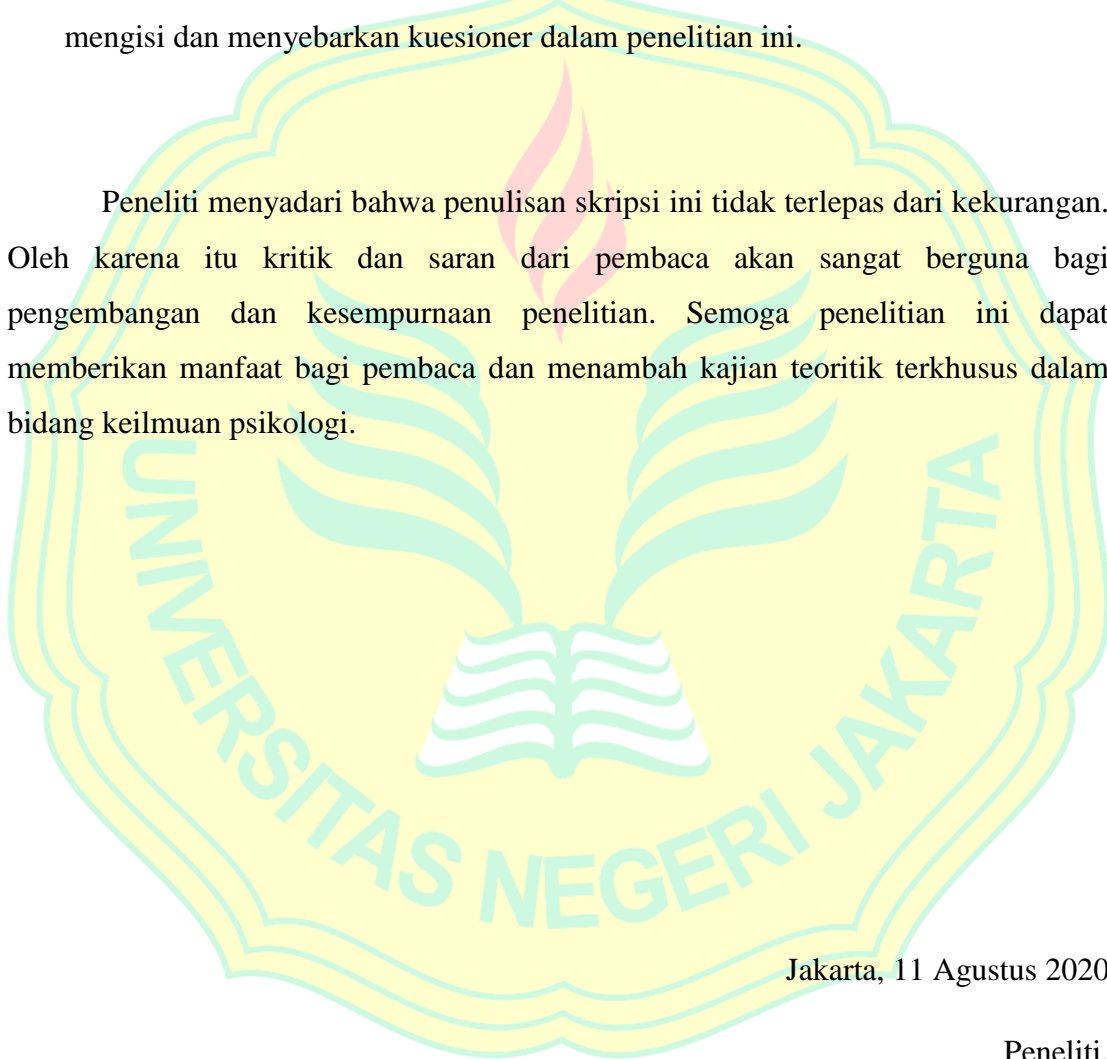 mengisi dan menyebarkan kuesioner dalam penelitian ini.
Peneliti menyadari bahwa penulisan skripsi ini tidak terlepas dari kekurangan.
Oleh karena itu kritik dan saran dari pembaca akan sangat berguna bagi
pengembangan dan kesempurnaan penelitian. Semoga penelitian ini dapat
memberikan manfaat bagi pembaca dan menambah kajian teoritik terkhusus dalam
bidang keilmuan psikologi.
UNIVERSITAS NEGERI JAKARTA
Jakarta, 11 Agustus 2020
Peneliti